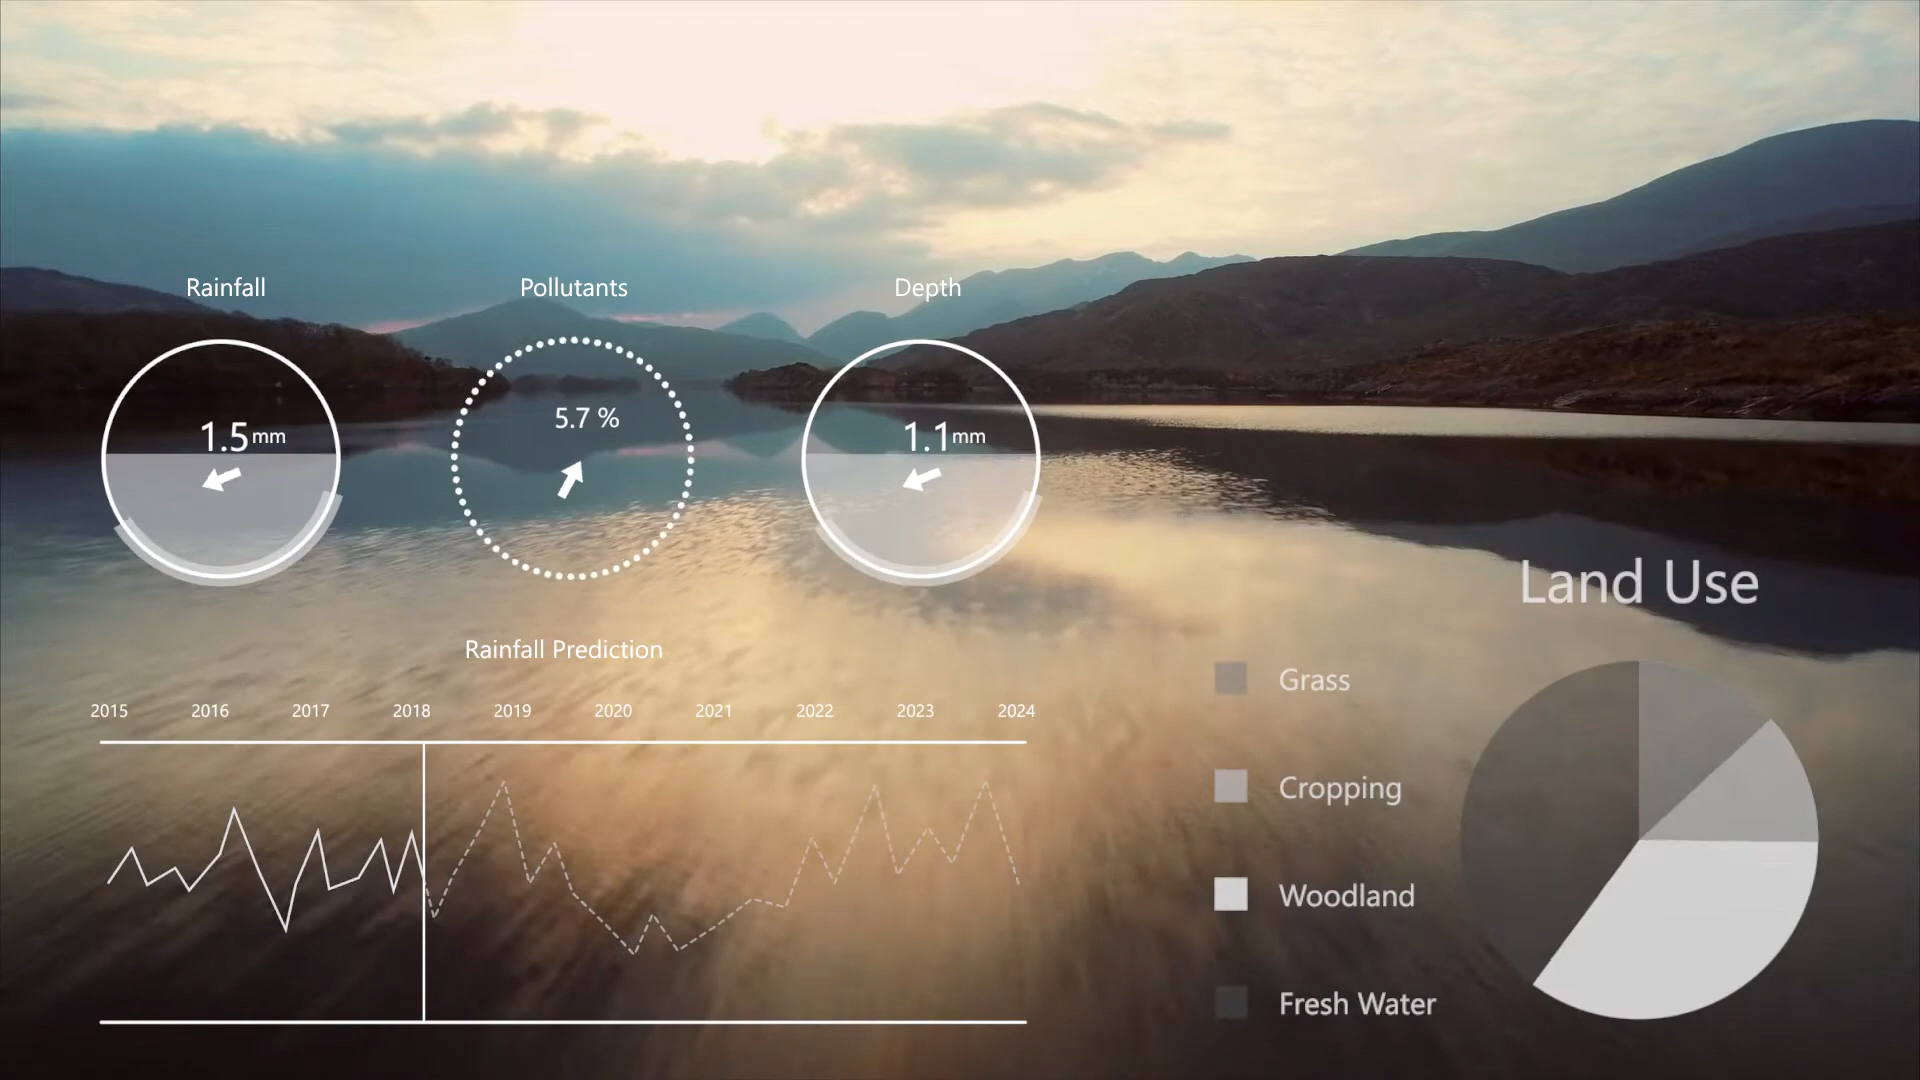 Rainfall
Pollutants
Depth
1.5mm
5.7 %
1.1mm
Rainfall Prediction
2015 2016 2017 2018 2019 2020 2021 2022 2023 2024
Land Use
Grass
Cropping
Woodland
Fresh Water